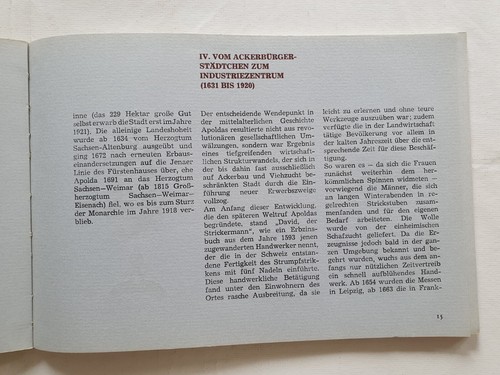 IV. VOM ACKERBÜRGER-
STÄDTCHEN ZUM
INDUSTRIEZENTRUM
(1631 BIS 1920)
inne (das 229 Hektar große Gut
selbst erwarb die Stadt erst im Jahre
1921). Die alleinige Landeshoheit
wurde ab 1634 vom Herzogtum
Sachsen-Altenburg ausgeübt und
ging 1672 nach erneuten Erbaus-
einandersetzungen auf die Jenaer
Linie des Fürstenhauses über, ehe
Apolda 1691 an das Herzogtum
Sachsen—Weimar (ab 1815 Groß-
herzogtum Sachsen—Weimar—
Eisenach) fiel, wo es bis zum Sturz
der Monarchie im Jahre 1918 ver-
blieb.
Der entscheidende Wendepunkt in
der mittelalterlichen Geschichte
Apoldas resultierte nicht aus revo-
lutionären gesellschaftlichen Um-
wälzungen, sondern war Ergebnis
eines tiefgreifenden wirtschaft-
lichen Strukturwandels, der sich in
der bis dahin fast ausschließlich
auf Ackerbau und Viehzucht be-
schränkten Stadt durch die Ein-
führung neuer Erwerbszweige
vollzog.
Am Anfang dieser Entwicklung,
die den späteren Weltruf Apoldas
begründete, stand „David, der
Strickermann", wie ein Erbzins-
buch aus dem Jahre 1593 jenen
zugewanderten Handwerker nennt,
der die in der Schweiz entstan-
dene Fertigkeit des Strumpfstrik-
kens mit fünf Nadeln einführte.
Diese handwerkliche Betätigung
fand unter den Einwohnern des
Ortes rasche Ausbreitung, da sie
leicht zu erlernen und ohne teure
Werkzeuge auszuüben war; zudem
verfügte die in der Landwirtschaft
tätige Bevölkerung vor allem in
der kalten Jahreszeit über die ent-
sprechende Zeit für diese Beschäf-
tigung.
So waren es — da sich die Frauen
zunächst weiterhin dem her-
kömmlichen Spinnen widmeten —
vorwiegend die Männer, die sich
an langen Winterabenden in ge-
sprächsreichen Strickstuben zusam-
menfanden und für den eigenen
Bedarf arbeiteten. Die Wolle
wurde von der einheimischen
Schafzucht geliefert. Da die Er-
zeugnisse jedoch bald in der gan-
zen Umgebung bekannt und be-
gehrt wurden, wuchs aus dem an-
fangs nur nützlichen Zeitvertreib
ein schnell aufblühendes Hand-
werk. Ab 1654 wurden die Messen
in Leipzig, ab 1663 die in Frank-
15